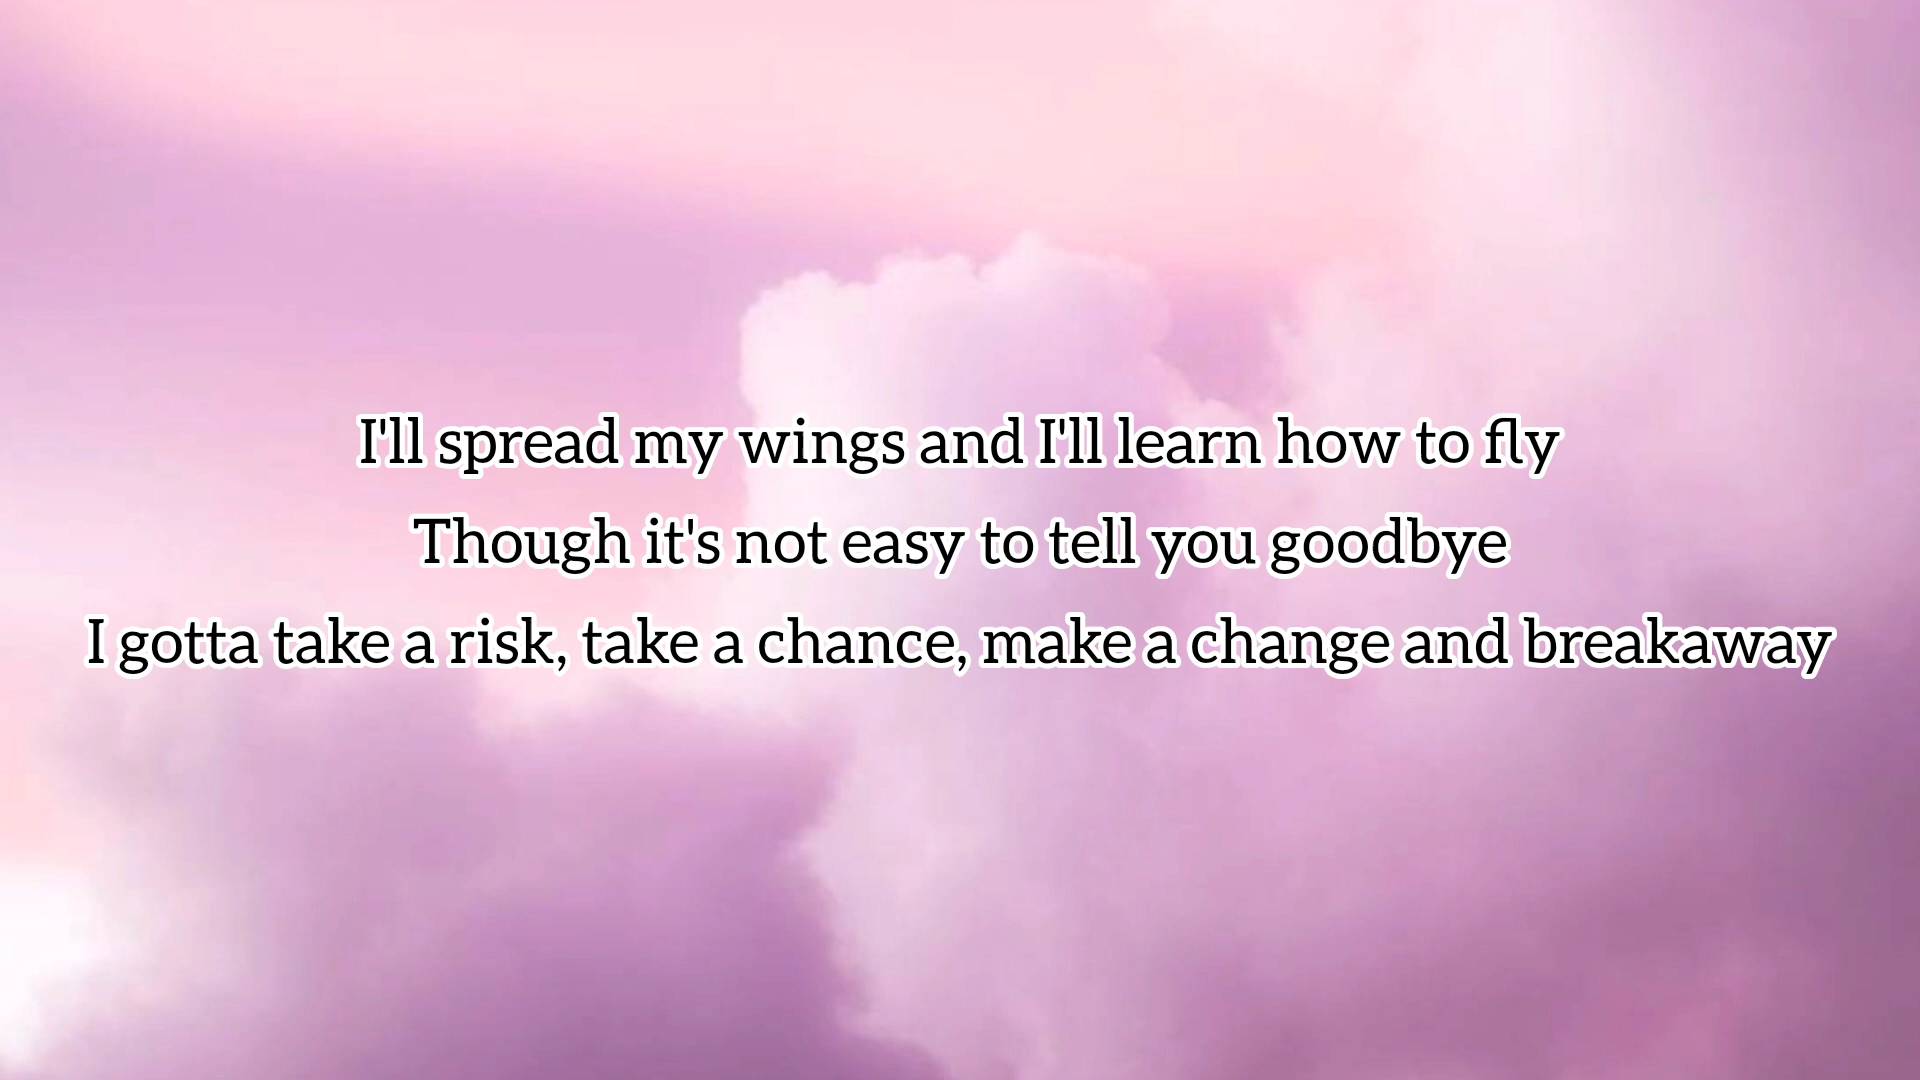 I'll spread my wings and I'll learn how to fly
Though it's not easy to tell you goodbye
I gotta take a risk, take a chance, make a change and breakaway